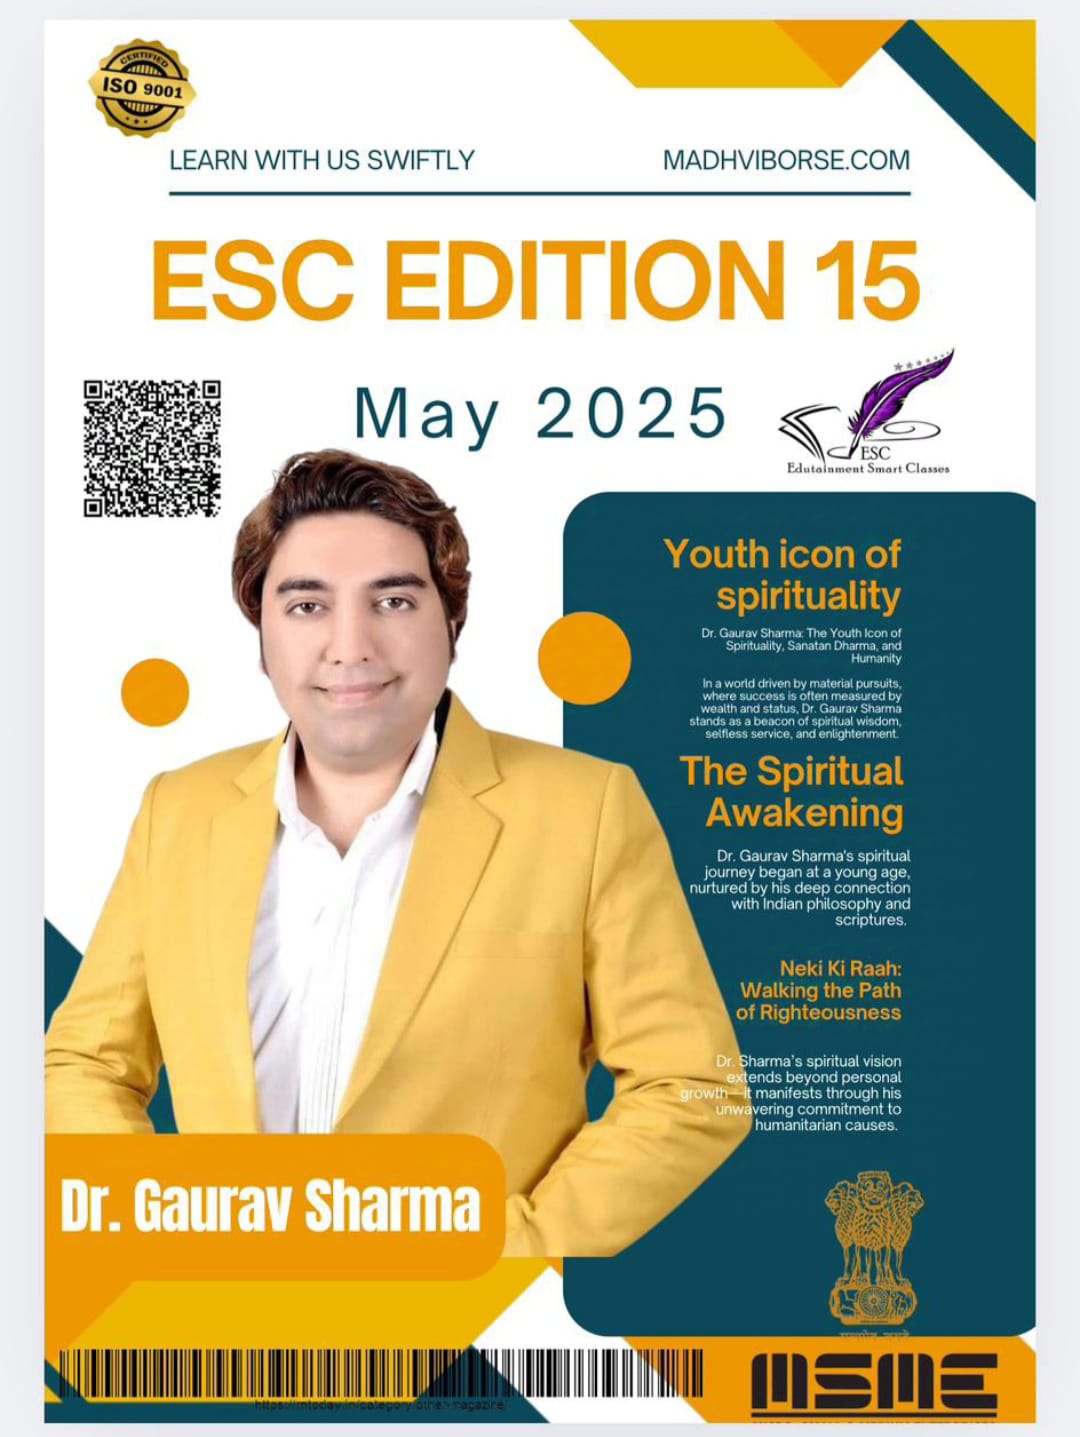 CERTIFIED
ISO 9001
LEARN WITH US SWIFTLY
MADHVIBORSE.COM
ESC EDITION 15
May 2025
ESC
Edutainment Smart Classes
Youth icon of
spirituality
Dr. Gaurav Sharma: The Youth Icon of
Spirituality, Sanatan Dharma, and
Humanity
In a world driven by material pursuits,
where success is often measured by
wealth and status, Dr. Gaurav Sharma
stands as a beacon of spiritual wisdom,
selfless service, and enlightenment.
The Spiritual
Awakening
Dr. Gaurav Sharma's spiritual
journey began at a young age,
nurtured by his deep connection
with Indian philosophy and
scriptures.
Neki Ki Raah:
Walking the Path
of Righteousness
Dr. Sharma's spiritual vision
extends beyond personal
growth—it manifests through his
unwavering commitment to
humanitarian causes.
Dr. Gaurav Sharma
MSME